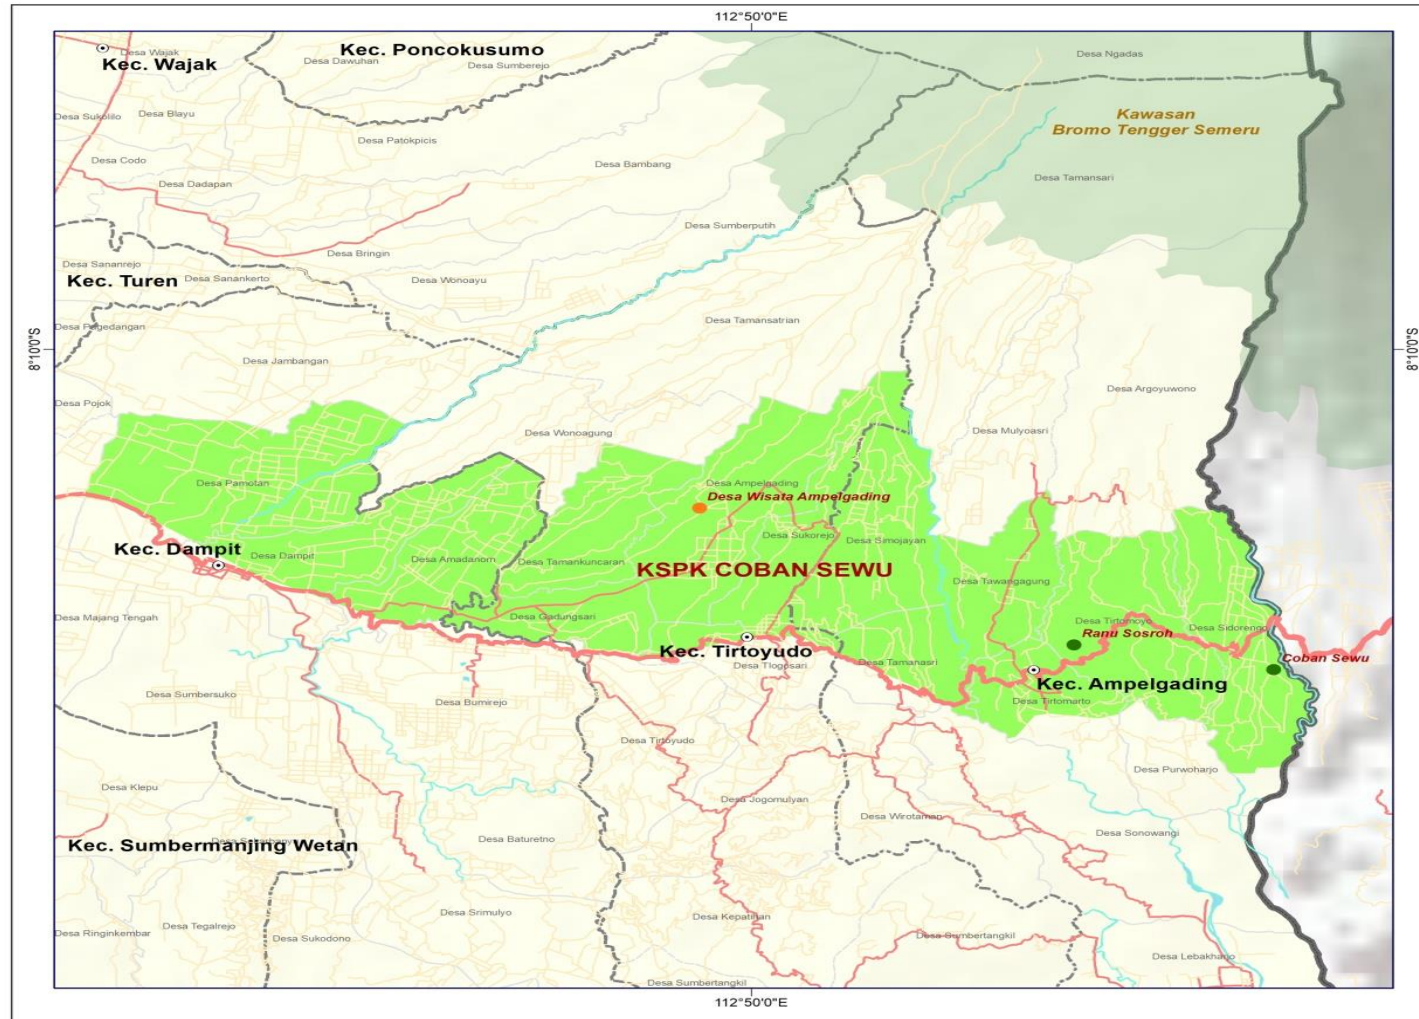 112°50'0"E
Kec. Poncokusumo
Desa Wajak
Desa Ngadas
Kec. Wajak
Desa Dawuhan
Desa Sumberejo
Kawasan
Bromo Tengger Semeru
Desa Sukolilo
Desa Blayu
Desa Patokpicis
Desa Codo
Desa Bambang
Desa Dadapan
Desa Tamansari
Desa Sumberputih
Desa Bringin
Desa Sananrejo
Kec. Turen
Desa Sanankerto
Desa Wonoayu
Desa Pagedangan
Desa Tamansatrian
8°10'0"S
8°10'0"S
Desa Jambangan
Desa Argoyuwono
Desa Pojok
Desa Wonoagung
Desa Mulyoasri
Desa Pamotan
Desa Ampelgading
Desa Wisata Ampelgading
Desa Sukorejo
Desa Simojayan
Kec. Dampit
Desa Dampit
Desa Amadanom
Desa Tamankuncaran
KSPK COBAN SEWU
Desa Tawangagung
Desa Majang Tengah
Desa Gadungsari
Desa Tirtomoyo
Desa Sidorenggo
Ranu Sosroh
Kec. Tirtoyudo
Desa Tlogosari
Desa Tamanasri
Coban Sewu
Kec. Ampelgading
Desa Sumbersuko
Desa Bumirejo
Desa Tirtomarto
Desa Tirtoyudo
Desa Purwoharjo
Desa Klepu
Desa Jogomulyan
Desa Wirotaman
Desa Sonowangi
Kec. Sumbermanjing Wetan
Desa Baturetno
Desa Srimulyo
Desa Kepatihan
Desa Tegalrejo
Desa Ringinkembar
Desa Sukodono
Desa Sumbertangkil
Desa Lebakharjo
Desa Sumbertangkil
112°50'0"E